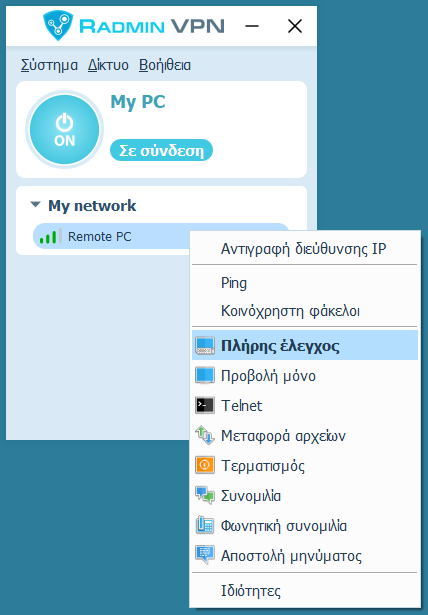 RADMIN VPN
Σύστημα Δίκτυο Βοήθεια
My PC
ON
Σε σύνδεση
My network
Remote PC
Αντιγραφή διεύθυνσης IP
Ping
Κοινόχρηστη φάκελοι
Πλήρης έλεγχος
Προβολή μόνο
Telnet
Μεταφορά αρχείων
Τερματισμός
Συνομιλία
Φωνητική συνομιλία
Αποστολή μηνύματος
Ιδιότητες